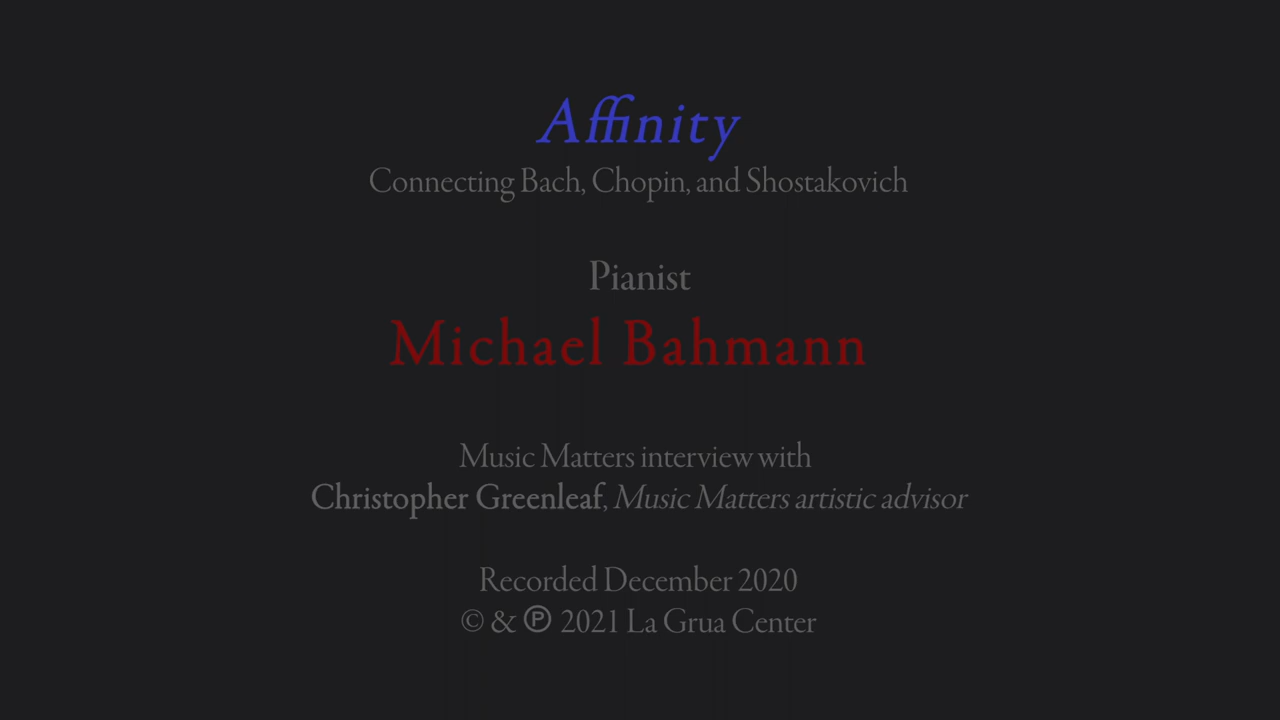 Affinity
Connecting Bach, Chopin, and Shostakovich
Pianist
Michael Bahmann
Music Matters interview with
Christopher Greenleaf, Music Matters artistic advisor
Recorded December 2020
© & ℗ 2021 La Grua Center